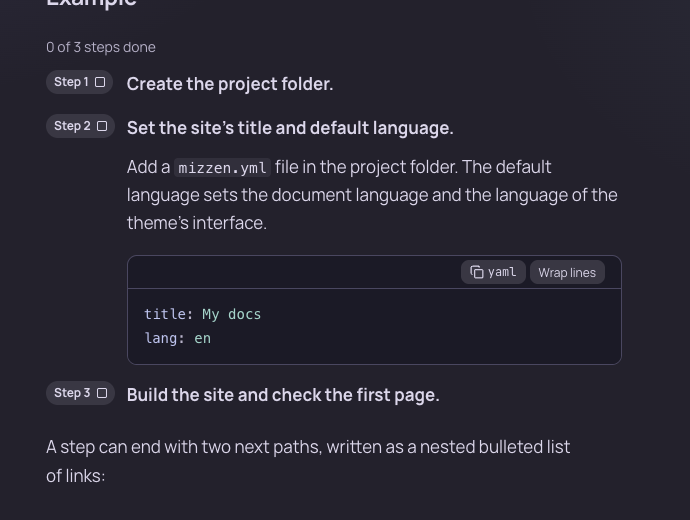 Example
0 of 3 steps done
Step 1 Create the project folder.
Step 2 Set the site's title and default language.
Add a mizzen.yml file in the project folder. The default
language sets the document language and the language of the
theme's interface.
yaml Wrap lines
title: My docs
lang: en
Step 3 Build the site and check the first page.
A step can end with two next paths, written as a nested bulleted list
of links: